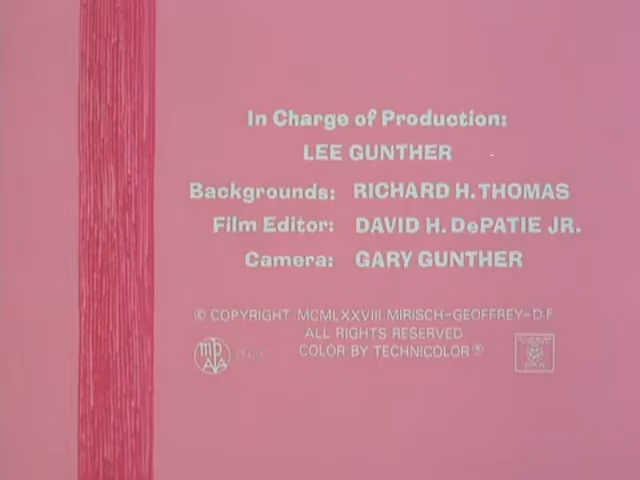 In Charge of Production:
LEE GUNTHER
Backgrounds: RICHARD H. THOMAS
Film Editor: DAVID H. DePATIE JR.
Camera: GARY GUNTHER
© COPYRIGHT MCMLXXVIII MIRISCH-GEOFFREY-D.F.
ALL RIGHTS RESERVED
COLOR BY TECHNICOLOR®
MPAA